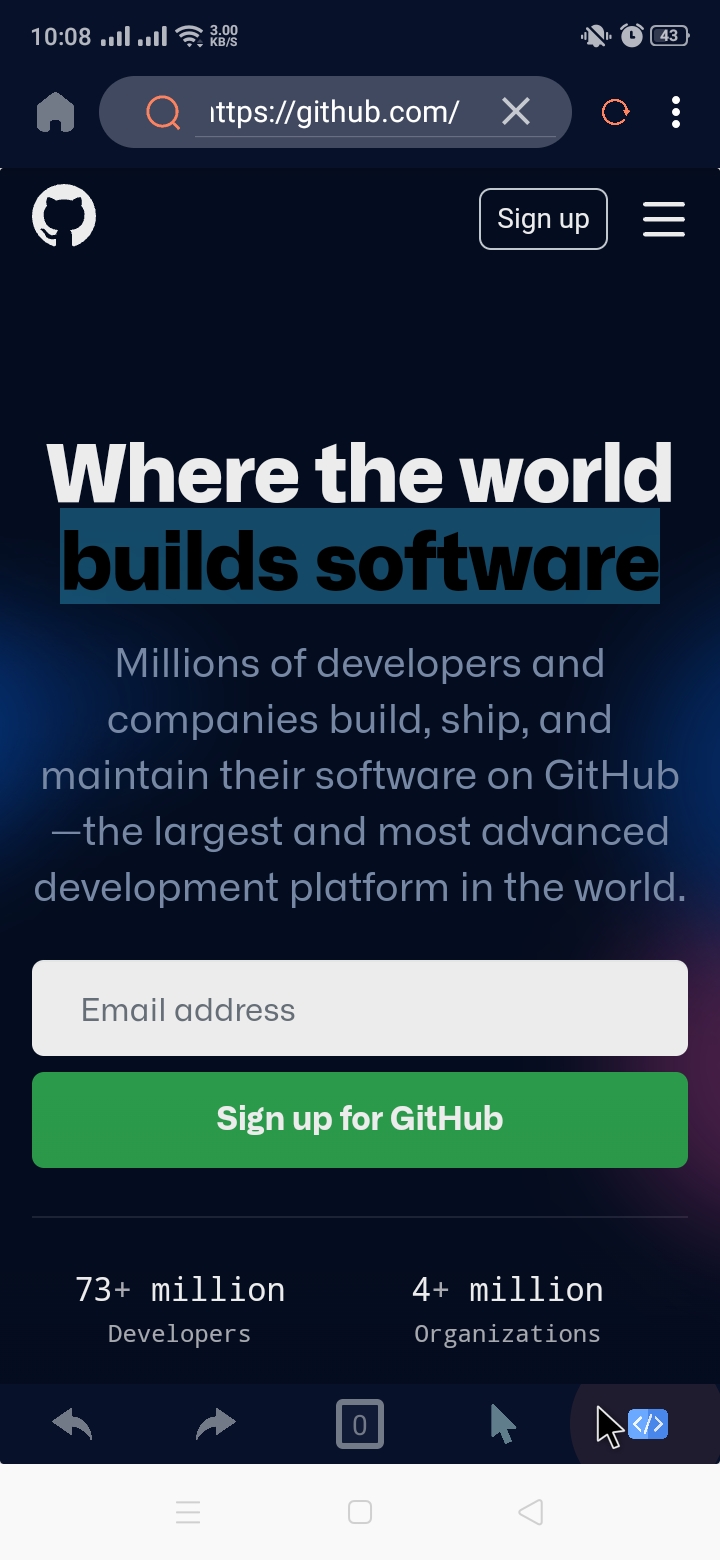 10:08
3.00
KB/S
43
ttps://github.com/
Sign up
Where the world
builds software
Millions of developers and
companies build, ship, and
maintain their software on GitHub
—the largest and most advanced
development platform in the world.
Email address
Sign up for GitHub
73+ million
Developers
4+ million
Organizations
0
</>